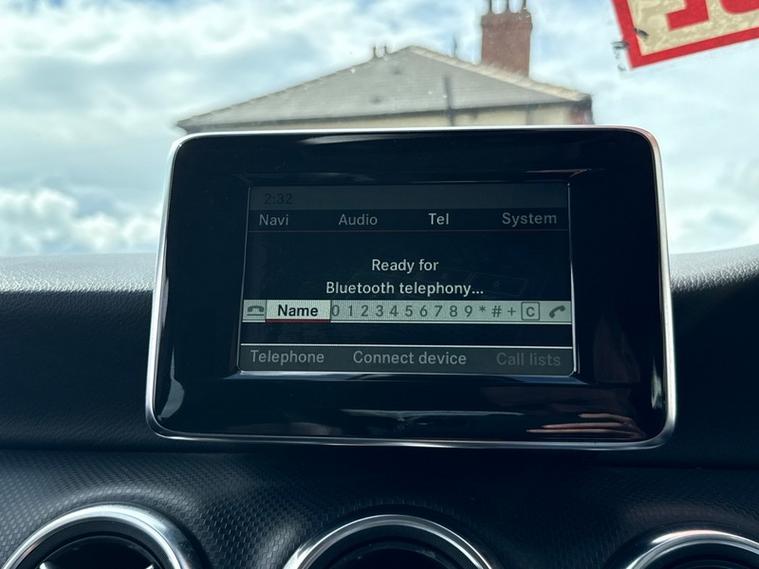 2:32
Navi Audio Tel System
Ready for
Bluetooth telephony...
Name 0 1 2 3 4 5 6 7 8 9 * # + C
Telephone Connect device Call lists